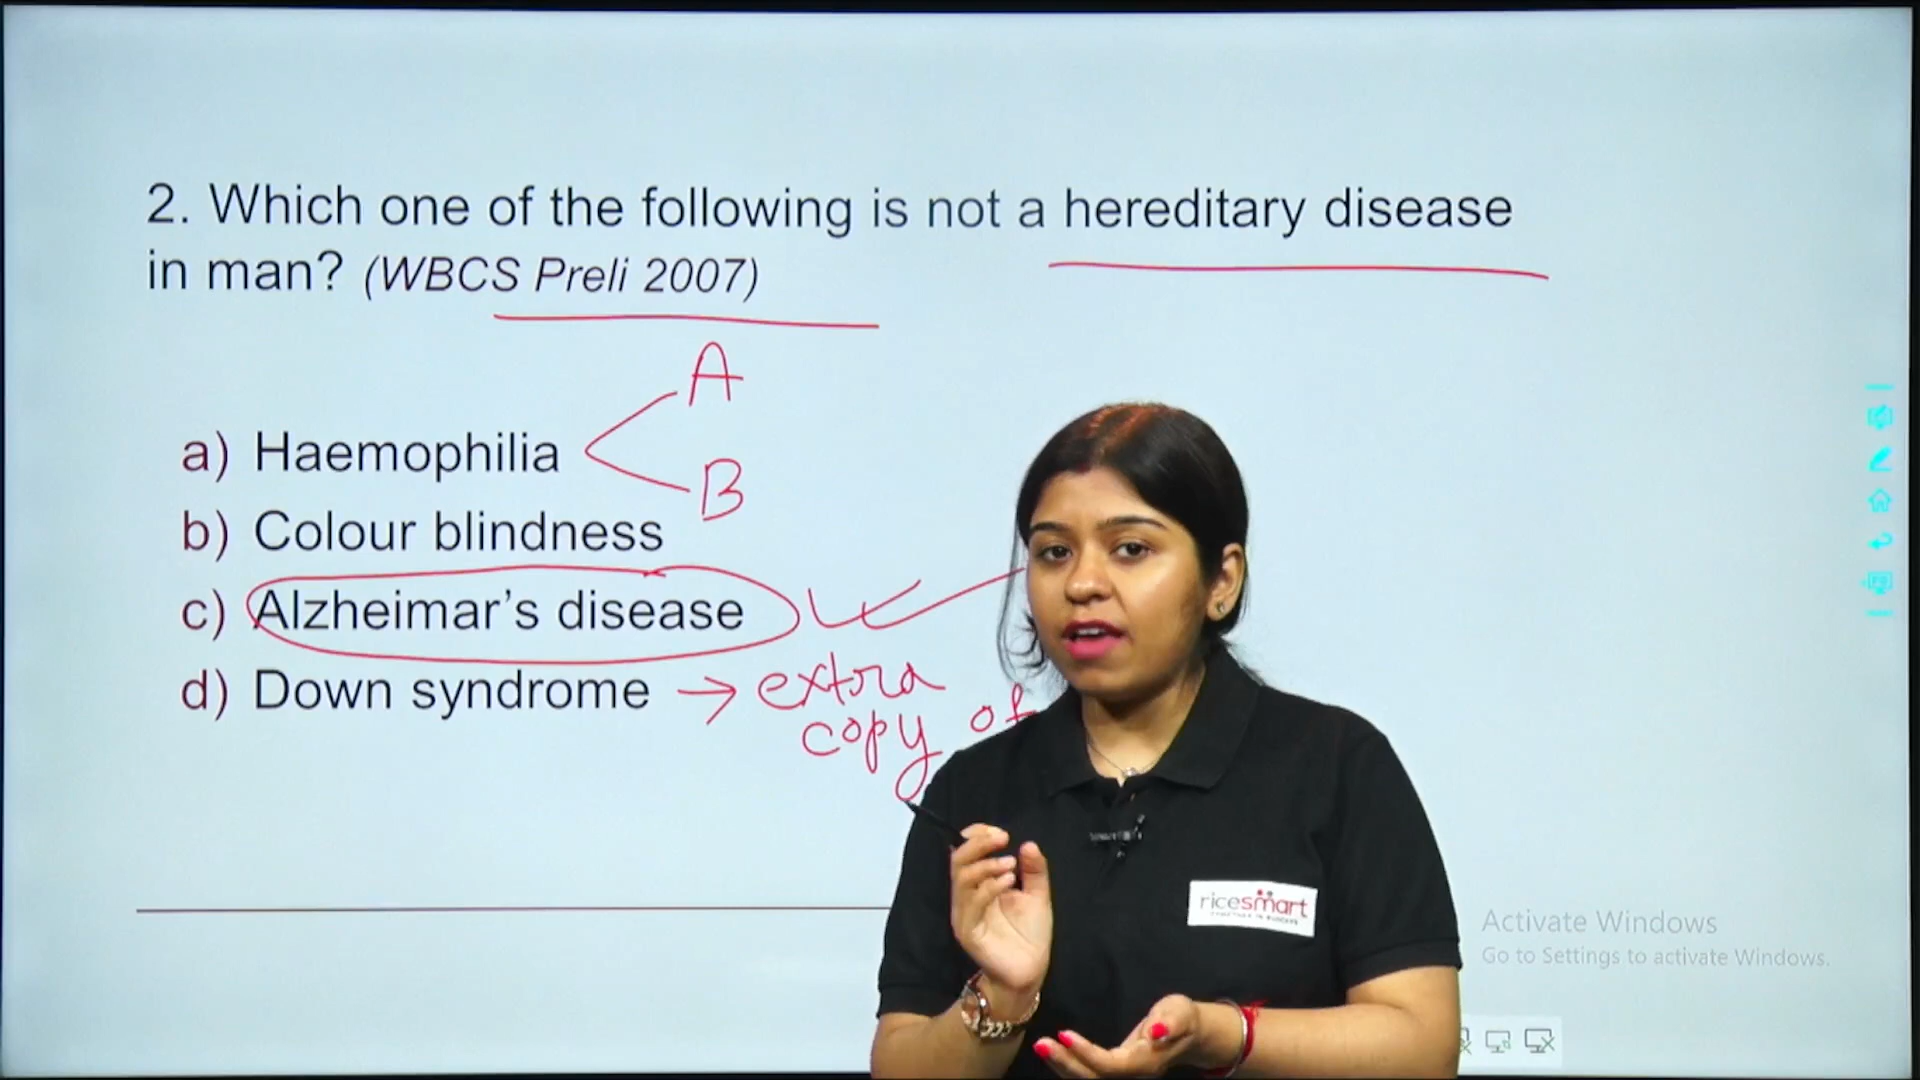 2. Which one of the following is not a hereditary disease
in man? (WBCS Preli 2007)
A
a) Haemophilia
B
b) Colour blindness
c) Alzheimar's disease
d) Down syndrome → extra
copy of
ricesmart
Activate Windows
Go to Settings to activate Windows.